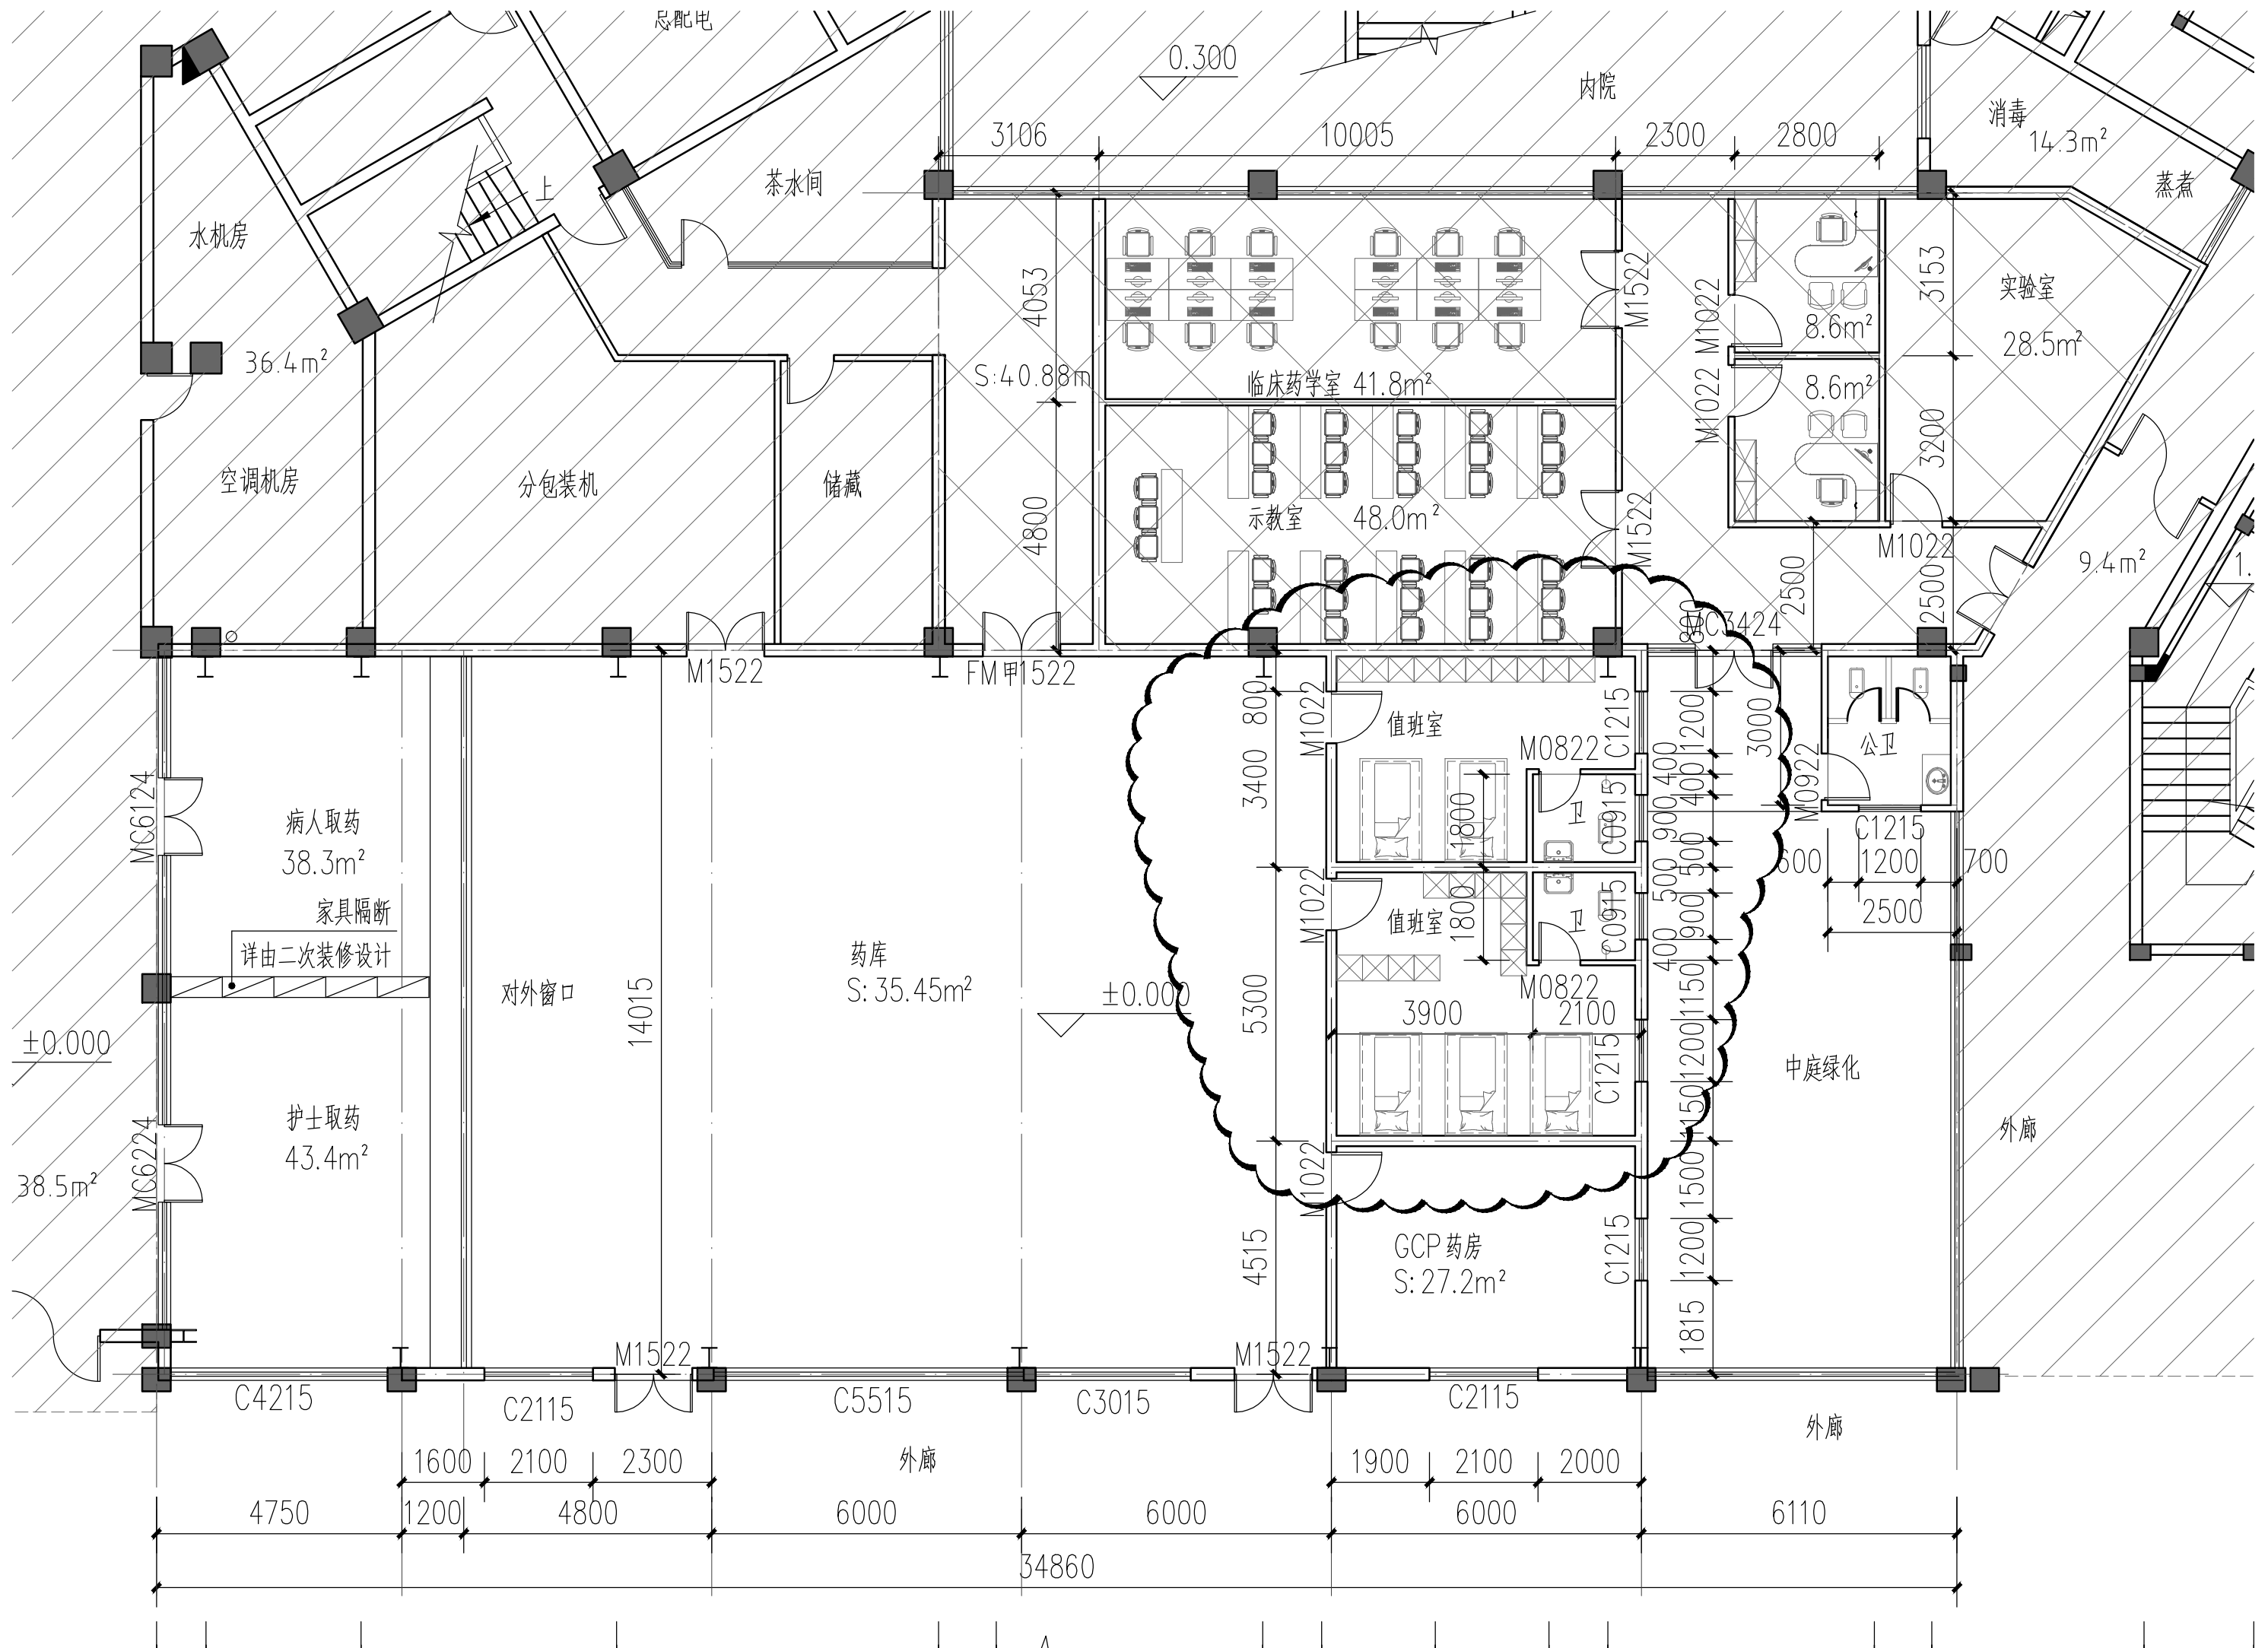 总配电
0.300
内院
消毒
14.3m²
3106
10005
2300
2800
茶水间
蒸煮
上
水机房
36.4m²
40553
S:40.88m
M1522
M1022
M1022
8.6m²
8.6m²
3153
实验室
28.5m²
临床药学室 41.8m²
3200
空调机房
分包装机
储藏
4800
示教室
48.0m²
M1522
M1022
2500
2500
9.4m²
1.
800
MC3424
M1522
FM甲1522
800
M1022
值班室
C1215
M0822
1200
400
400
3000
M0922
公卫
MC6124
病人取药
38.3m²
3400
1800
卫
C0915
900
500
C1215
600
1200
700
2500
家具隔断
详由二次装修设计
M1022
值班室
1800
卫
C0915
500
900
400
M0822
药库
S:35.45m²
对外窗口
14015
±0.000
±0.000
5300
3900
2100
C1215
1150
1200
1150
中庭绿化
外廊
护士取药
43.4m²
MC6224
38.5m²
M1022
1500
4515
GCP药房
S:27.2m²
C1215
1200
1815
M1522
M1522
C4215
C2115
C5515
C3015
C2115
外廊
外廊
1600
2100
2300
1900
2100
2000
4750
1200
4800
6000
6000
6000
6110
34860